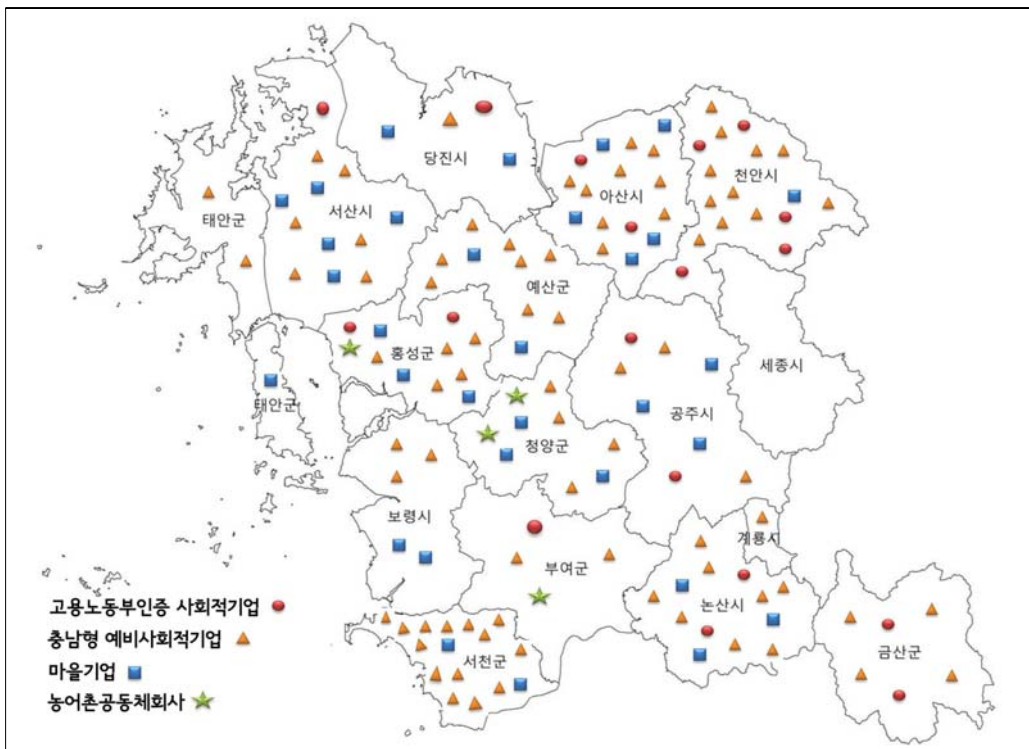 당진시
아산시
천안시
서산시
태안군
예산군
홍성군
세종시
태안군
공주시
청양군
보령시
계룡시
부여군
논산시
서천군
금산군
고용노동부인증 사회적기업
충남형 예비사회적기업
마을기업
농어촌공동체회사